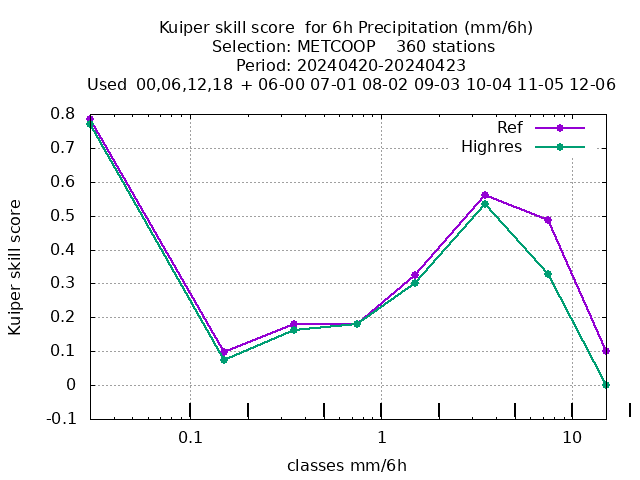 Kuiper skill score  for 6h Precipitation (mm/6h)
Selection: METCOOP    360 stations
Period: 20240420-20240423
Used  00,06,12,18  + 06-00 07-01 08-02 09-03 10-04 11-05 12-06
Ref
Highres
0.8
0.7
0.6
0.5
0.4
0.3
0.2
0.1
0
-0.1
Kuiper skill score
0.1
1
10
classes mm/6h